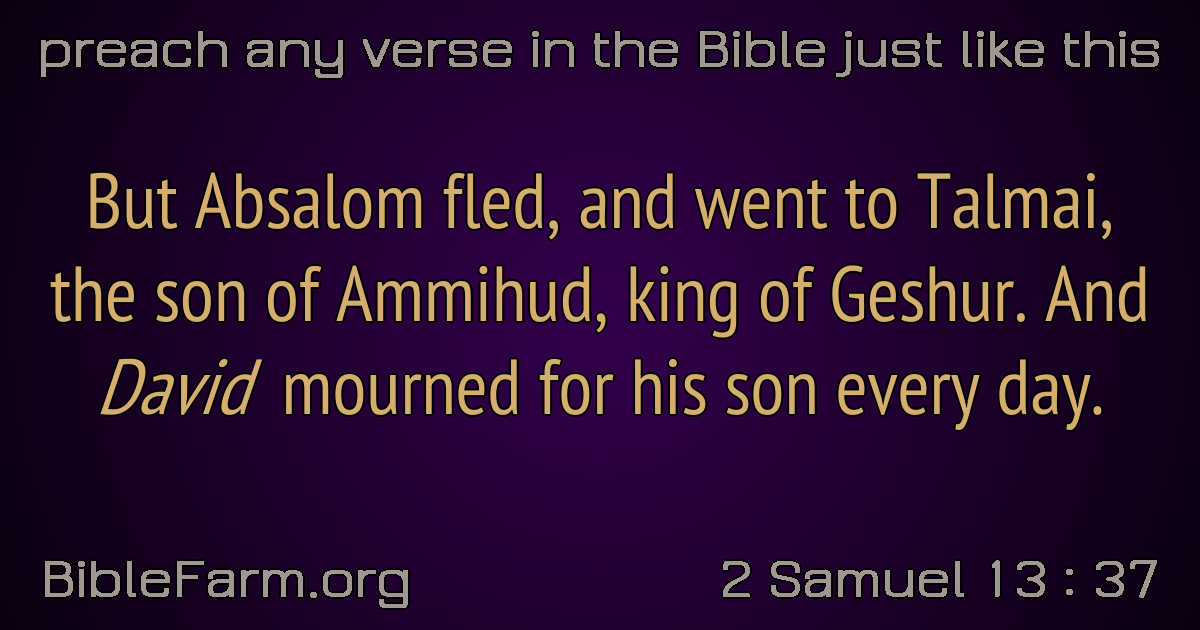 preach any verse in the Bible just like this
But Absalom fled, and went to Talmai,
the son of Ammihud, king of Geshur. And
David mourned for his son every day.
BibleFarm.org
2 Samuel 13 : 37